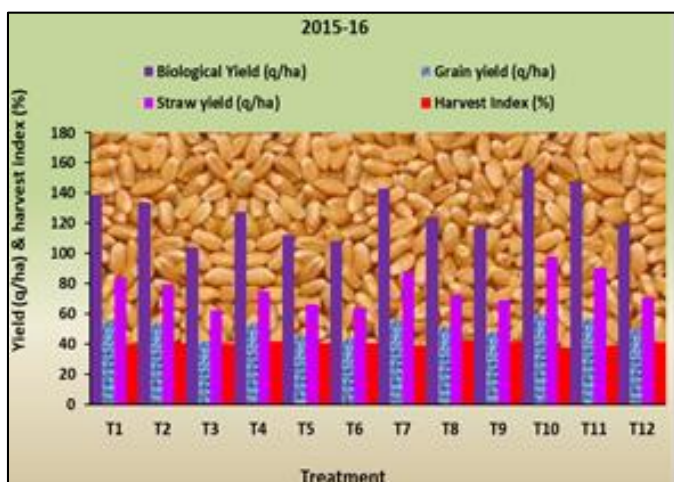 2015-16
Biological Yield (q/ha)
Grain yield (q/ha)
Straw yield (q/ha)
Harvest Index (%)
Yield (q/ha) & harvest index (%)
180
160
140
120
100
80
60
40
20
0
T1 T2 T3 T4 T5 T6 T7 T8 T9 T10 T11 T12
Treatment